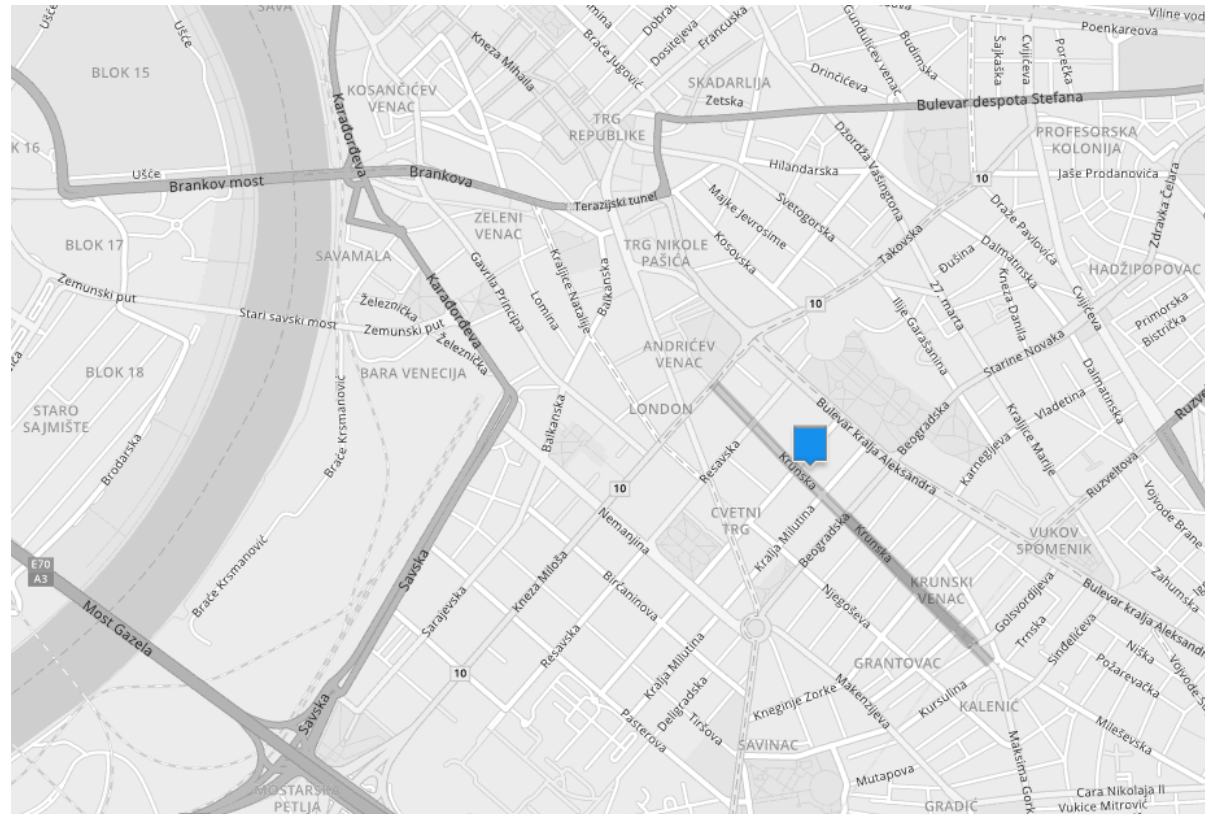 SAVA
Ušće
Ušće
BLOK 15
KOSANČIĆEV
VENAC
Karađorđeva
Kneza Mihaila
Braće Jugović
Dobra
Dositejeva
Francuska
TRG
REPUBLIKE
SKADARLIJA
Zetska
Drinčićeva
Gundulićev venac
Budimska
Šajkaška
Cvijićeva
Porečka
Poenkareova
Viline vod
Bulevar despota Stefana
PROFESORSKA
KOLONIJA
Jaše Prodanovića
Zdravka Čelara
K 16
Ušće
Brankov most
Brankova
Terazijski tunel
Hilandarska
Džordža Vašingtona
10
Majke Jevrosime
Svetogorska
Kosovska
Takovska
Draže Pavlovića
Dalmatinska
Dušina
HADŽIPOPOVAC
BLOK 17
SAVAMALA
ZELENI
VENAC
TRG NIKOLE
PAŠIĆA
Zemunski put
Stari savski most
Železnička
Zemunski put
Železnička
Karađorđeva
Gavrila Principa
Lomina
Kraljice Natalije
Balkanska
10
Ilije Garašanina
27. marta
Kneza Danila
Cvijićeva
Primorska
Bistrička
Starine Novaka
ANDRIĆEV
VENAC
BLOK 18
BARA VENECIJA
STARO
SAJMIŠTE
Brodarska
Braće Krsmanović
Braće Krsmanović
LONDON
Balkanska
Resavska
Krunska
Bulevar kralja Aleksandra
Beogradska
Karnegijeva
Kraljice Marije
Vladetina
Dalmatinska
Ruzveltova
Ruzve
10
CVETNI
TRG
Nemanjina
Kralja Milutina
Beogradska
Krunska
VUKOV
SPOMENIK
Vojvode Brane
Zahumska
E70
A3
Most Gazela
Savska
Kneza Miloša
Sarajevska
Birčaninova
Resavska
Njegoševa
KRUNSKI
VENAC
Golsvordijeva
Trnska
Sinđelićeva
Bulevar kralja Aleksandr
Niška
Požarevačka
Kralja Milutina
Deligradska
Tiršova
Pasterova
10
Savska
GRANTOVAC
Kneginje Zorke
Makenzijeva
Kursulina
KALENIĆ
Mileševska
SAVINAC
Mutapova
Maksima Gork
MOSTARSKA
PETLJA
GRADIĆ
Cara Nikolaja II
Vukice Mitrović